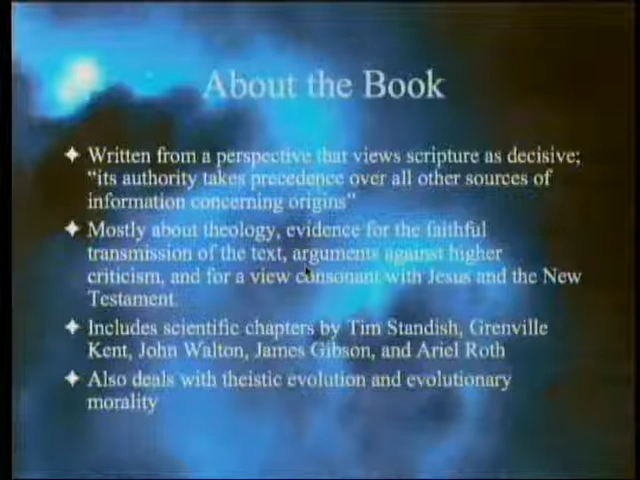 About the Book
Written from a perspective that views scripture as decisive;
“its authority takes precedence over all other sources of
information concerning origins”
Mostly about theology, evidence for the faithful
transmission of the text, arguments against higher
criticism, and for a view consonant with Jesus and the New
Testament
Includes scientific chapters by Tim Standish, Grenville
Kent, John Walton, James Gibson, and Ariel Roth
Also deals with theistic evolution and evolutionary
morality